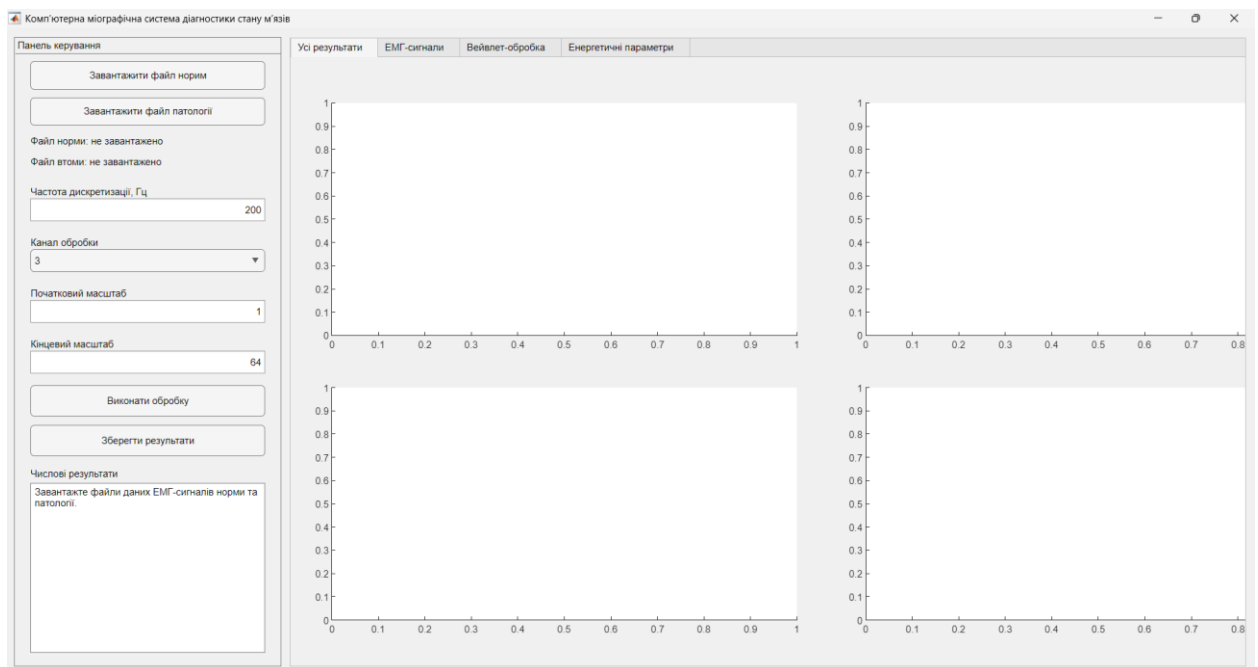 Комп'ютерна міографічна система діагностики стану м'язів
Панель керування
Завантажити файл норим
Завантажити файл патології
Файл норми: не завантажено
Файл втоми: не завантажено
Частота дискретизації, Гц
200
Канал обробки
3
Початковий масштаб
1
Кінцевий масштаб
64
Виконати обробку
Зберегти результати
Числові результати
Завантажте файли даних ЕМГ-сигналів норми та
патології.
Усі результати ЕМГ-сигнали Вейвлет-обробка Енергетичні параметри
1
0.9
0.8
0.7
0.6
0.5
0.4
0.3
0.2
0.1
0
0 0.1 0.2 0.3 0.4 0.5 0.6 0.7 0.8 0.9 1
1
0.9
0.8
0.7
0.6
0.5
0.4
0.3
0.2
0.1
0
0 0.1 0.2 0.3 0.4 0.5 0.6 0.7 0.8
1
0.9
0.8
0.7
0.6
0.5
0.4
0.3
0.2
0.1
0
0 0.1 0.2 0.3 0.4 0.5 0.6 0.7 0.8 0.9 1
1
0.9
0.8
0.7
0.6
0.5
0.4
0.3
0.2
0.1
0
0 0.1 0.2 0.3 0.4 0.5 0.6 0.7 0.8